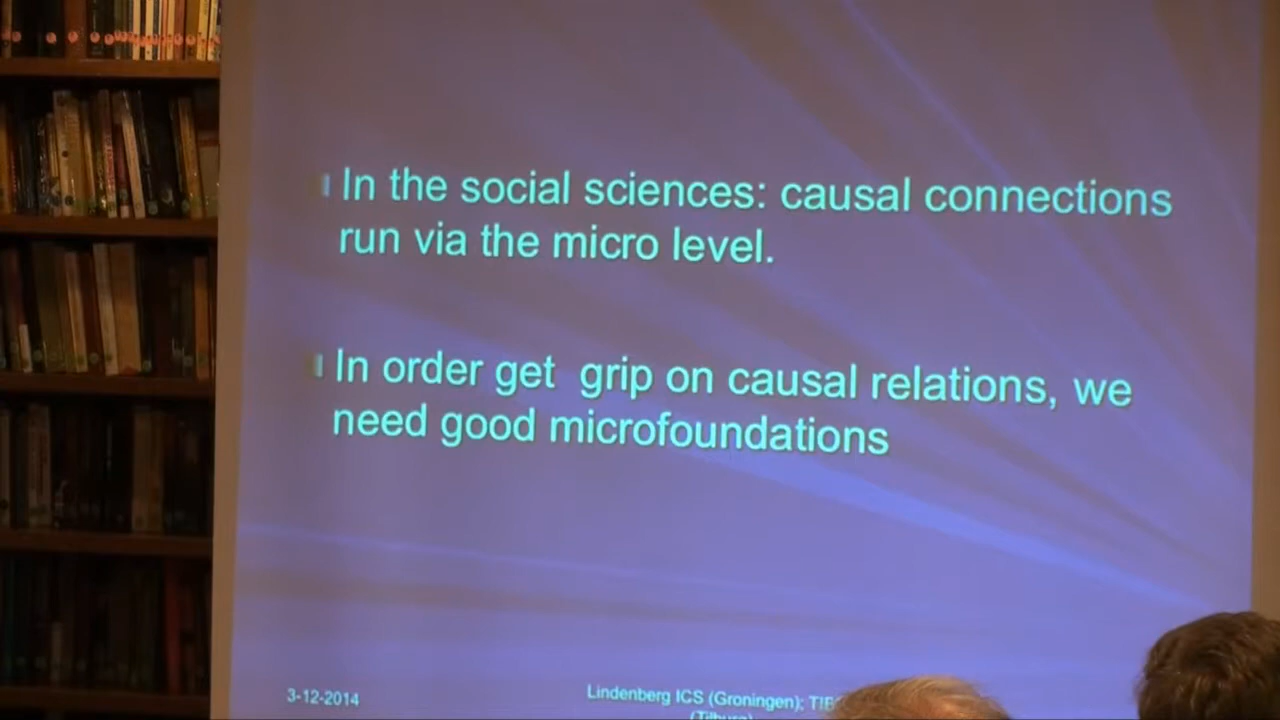 In the social sciences: causal connections
run via the micro level.
In order get grip on causal relations, we
need good microfoundations
3-12-2014
Lindenberg ICS (Groningen);